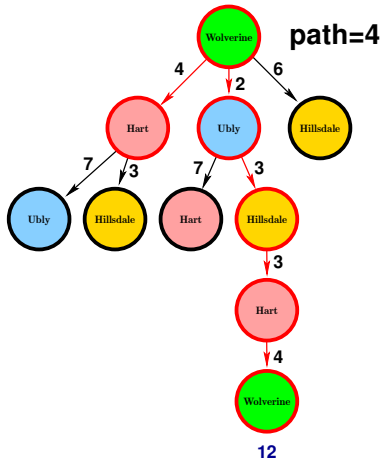 Wolverine
path=4
4
2
6
Hart
Ubly
Hillsdale
7
3
7
3
Ubly
Hillsdale
Hart
Hillsdale
3
Hart
4
Wolverine
12